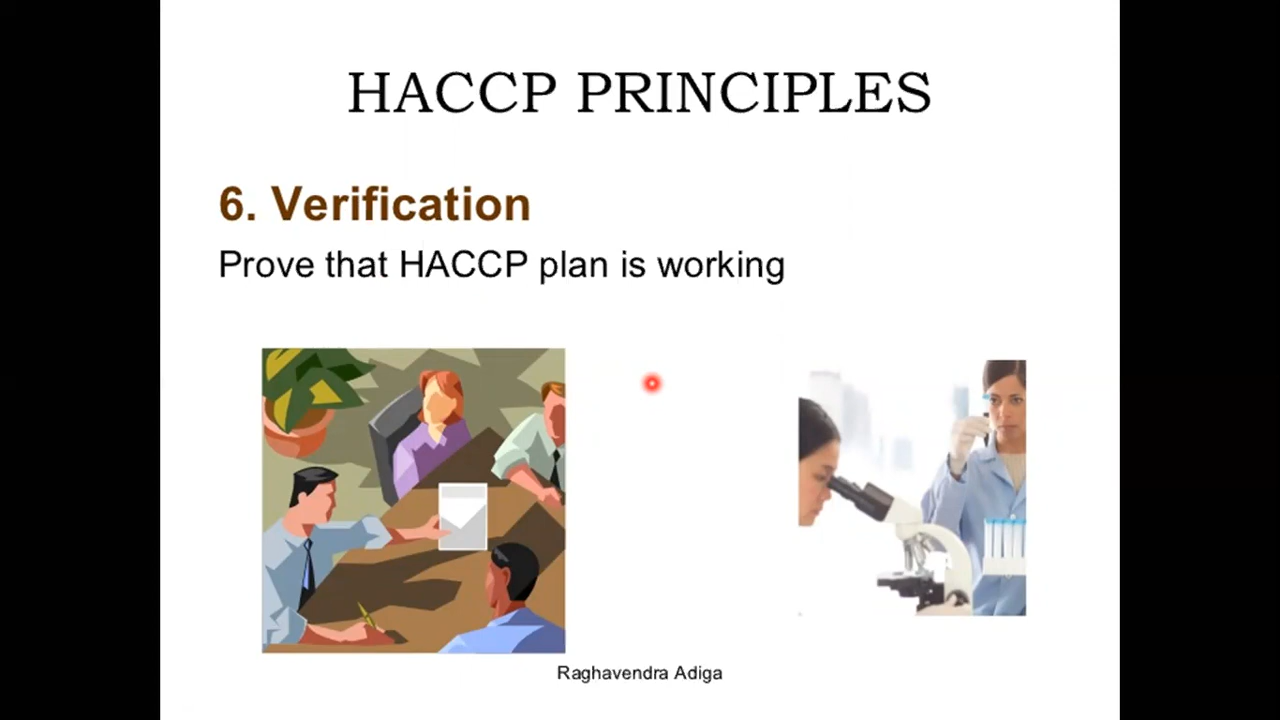 HACCP PRINCIPLES
6. Verification
Prove that HACCP plan is working
Raghavendra Adiga